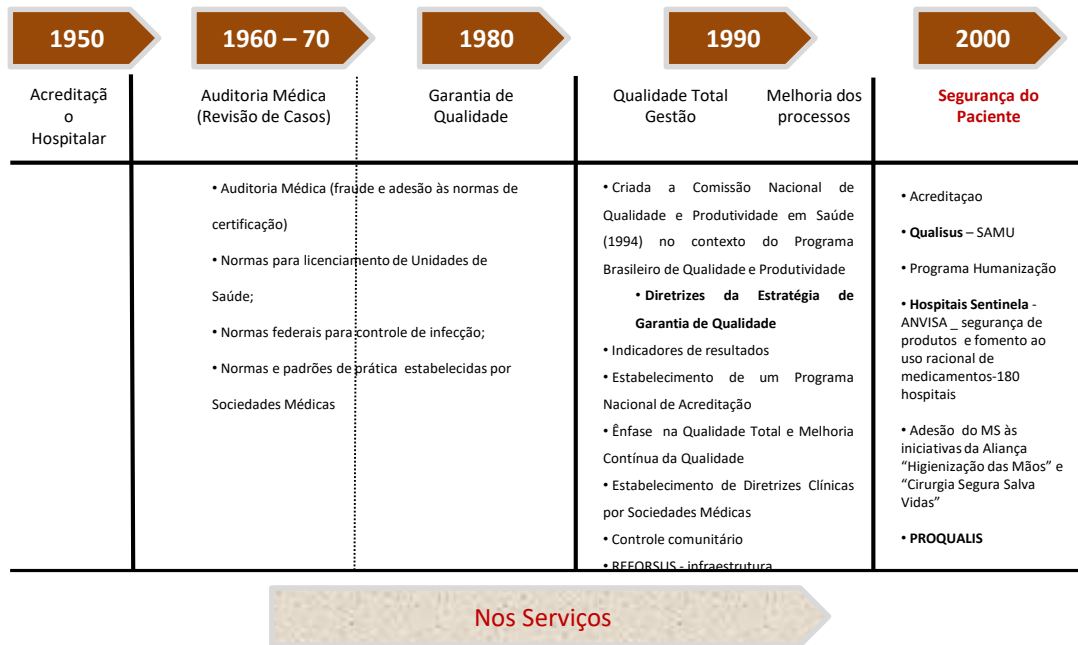 1950
1960 – 70
1980
1990
2000
Acreditaçã
o
Hospitalar
Auditoria Médica
(Revisão de Casos)
Garantia de
Qualidade
Qualidade Total
Gestão
Melhoria dos
processos
Segurança do
Paciente
• Auditoria Médica (fraude e adesão às normas de
certificação)
• Normas para licenciamento de Unidades de
Saúde;
• Normas federais para controle de infecção;
• Normas e padrões de prática estabelecidas por
Sociedades Médicas
• Criada a Comissão Nacional de
Qualidade e Produtividade em Saúde
(1994) no contexto do Programa
Brasileiro de Qualidade e Produtividade
• Diretrizes da Estratégia de
Garantia de Qualidade
• Indicadores de resultados
• Estabelecimento de um Programa
Nacional de Acreditação
• Ênfase na Qualidade Total e Melhoria
Contínua da Qualidade
• Estabelecimento de Diretrizes Clínicas
por Sociedades Médicas
• Controle comunitário
• REFORSUS - infraestrutura
• Acreditaçao
• Qualisus – SAMU
• Programa Humanização
• Hospitais Sentinela -
ANVISA _ segurança de
produtos e fomento ao
uso racional de
medicamentos-180
hospitais
• Adesão do MS às
iniciativas da Aliança
“Higienização das Mãos” e
“Cirurgia Segura Salva
Vidas”
• PROQUALIS
Nos Serviços